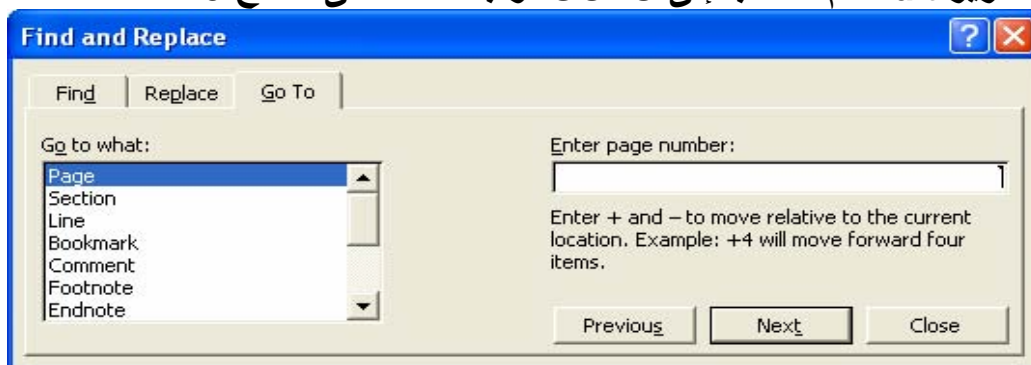 Find and Replace
Find
Replace
Go To
Go to what:
Page
Section
Line
Bookmark
Comment
Footnote
Endnote
Enter page number:
Enter + and – to move relative to the current
location. Example: +4 will move forward four
items.
Previous
Next
Close